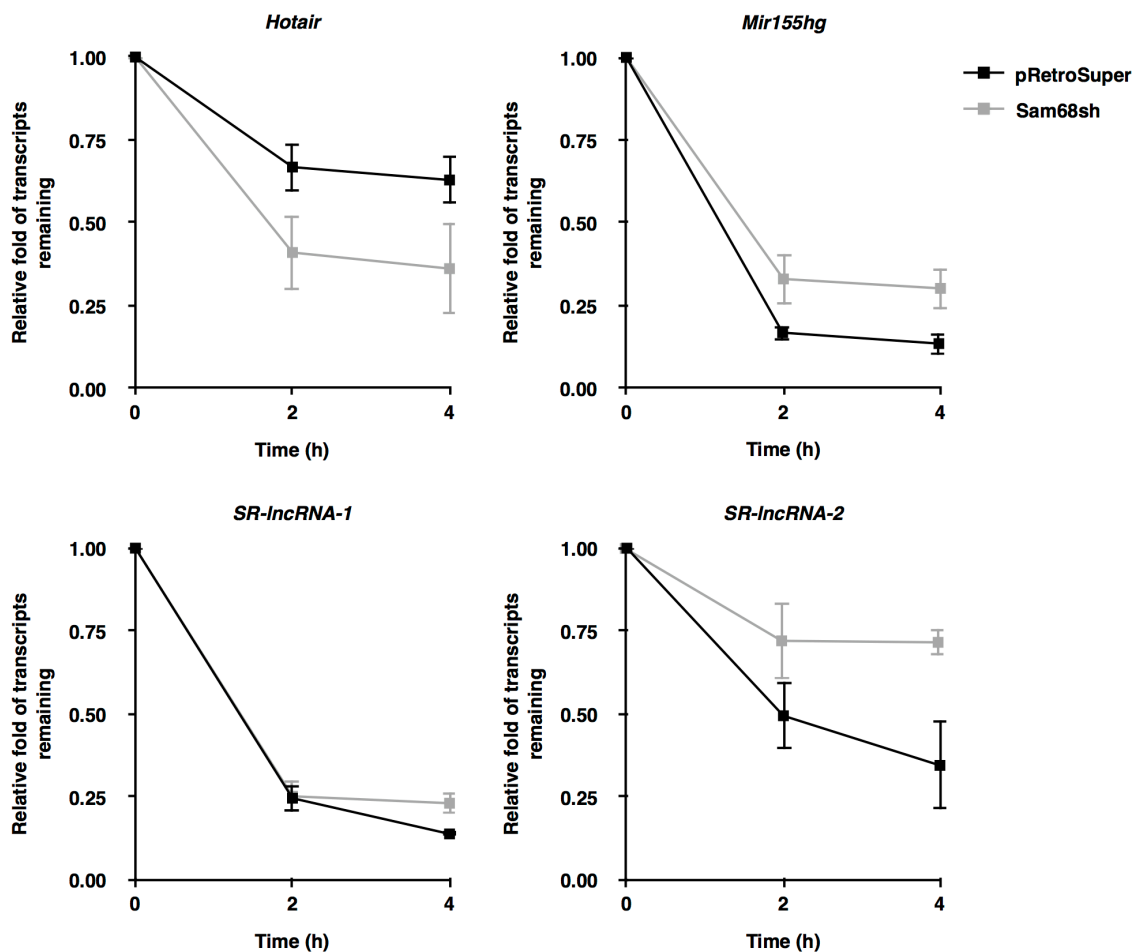 Hotair
Mir155hg
pRetroSuper
Sam68sh
Relative fold of transcripts
remaining
1.00
0.75
0.50
0.25
0.00
0 2 4
Time (h)
Relative fold of transcripts
remaining
1.00
0.75
0.50
0.25
0.00
0 2 4
Time (h)
SR-lncRNA-1
SR-lncRNA-2
Relative fold of transcripts
remaining
1.00
0.75
0.50
0.25
0.00
0 2 4
Time (h)
Relative fold of transcripts
remaining
1.00
0.75
0.50
0.25
0.00
0 2 4
Time (h)